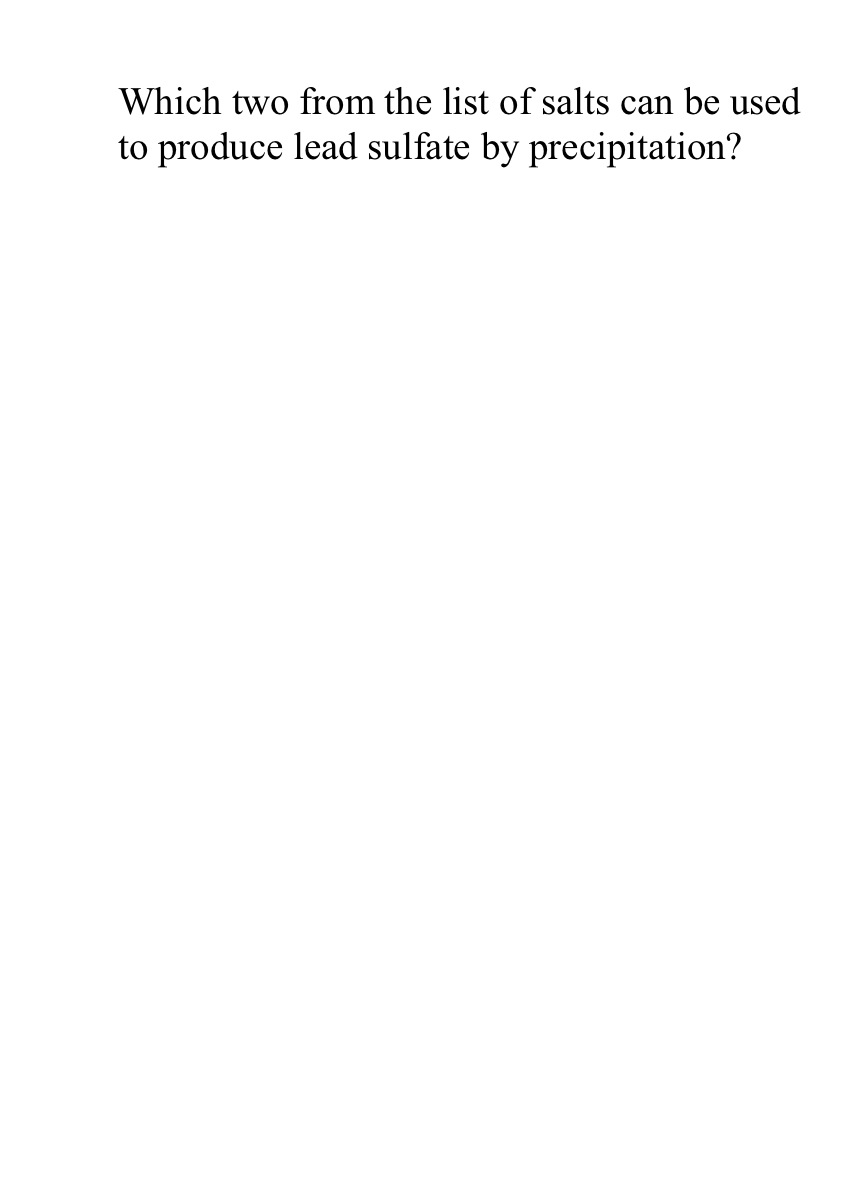 Which two from the list of salts can be used
to produce lead sulfate by precipitation?